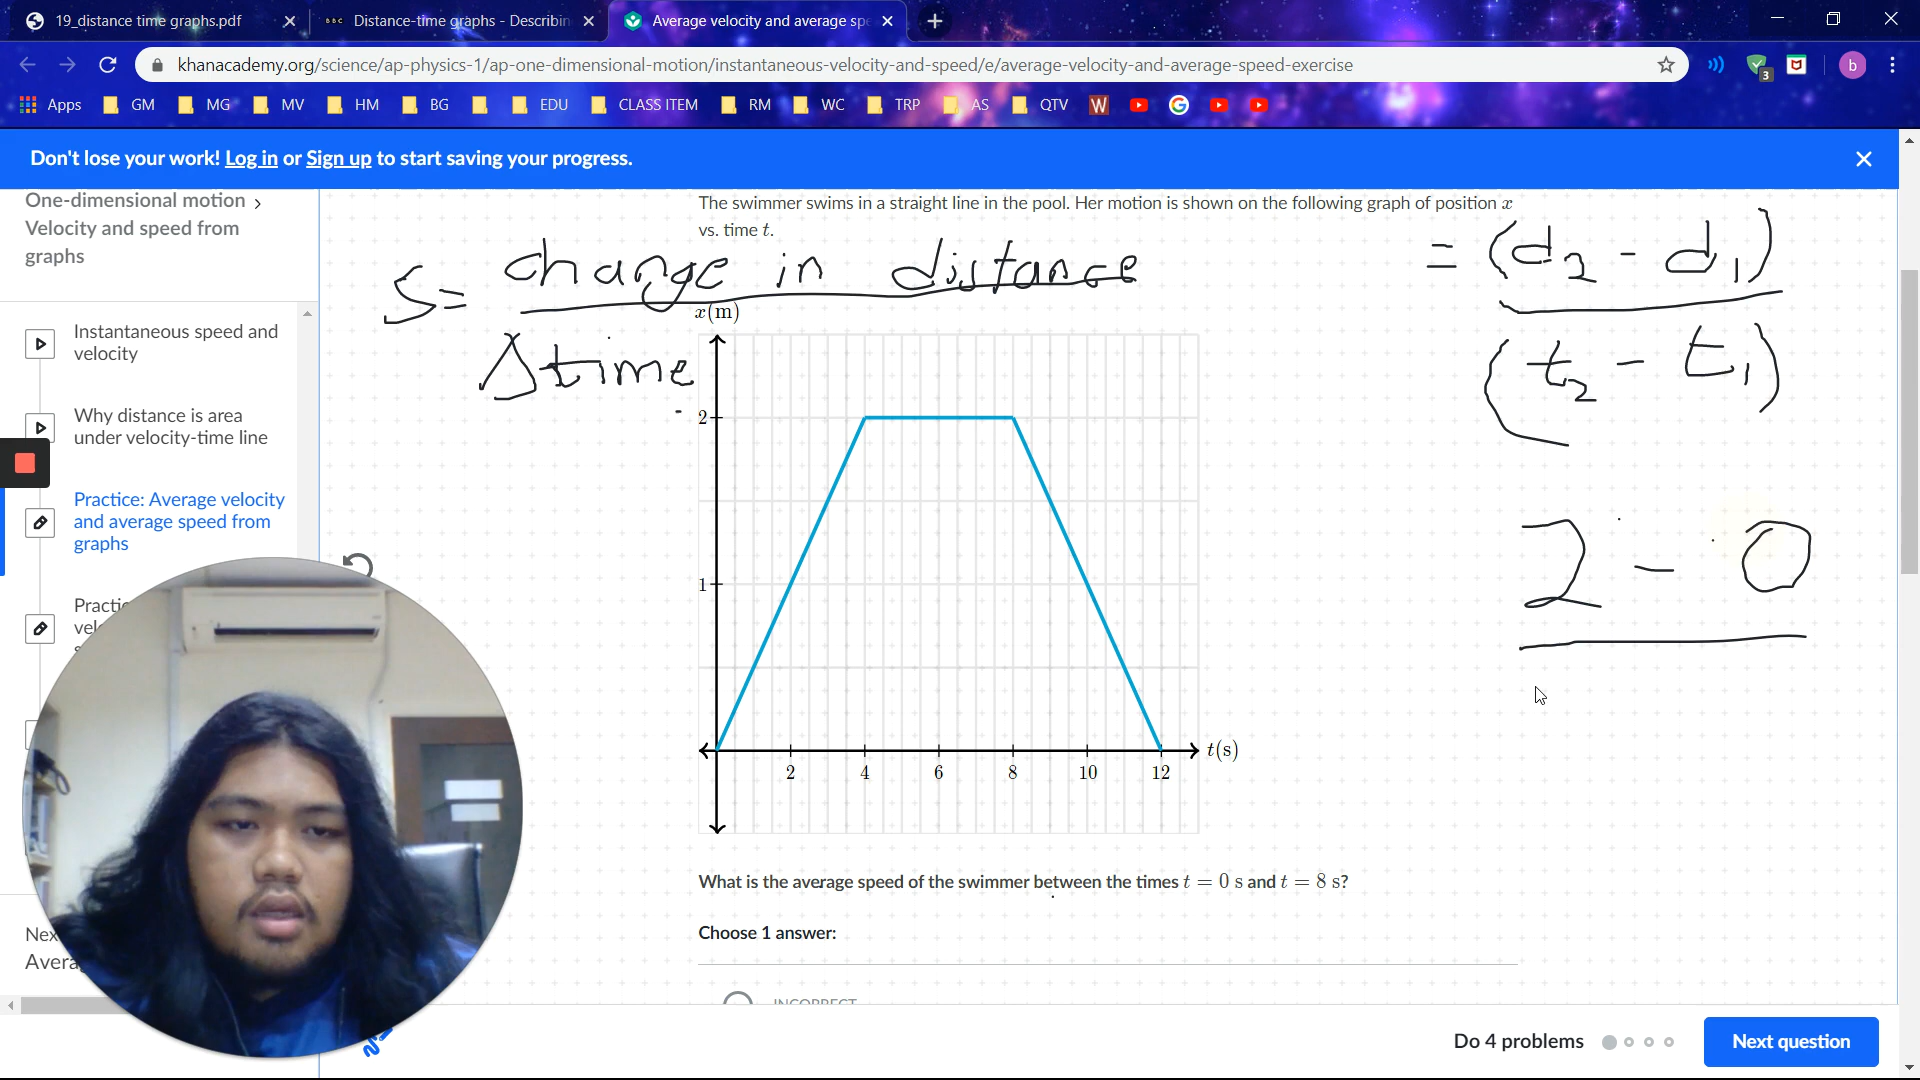 19_distance time graphs.pdf
BBC Distance-time graphs - Describin
Average velocity and average spe
khanacademy.org/science/ap-physics-1/ap-one-dimensional-motion/instantaneous-velocity-and-speed/e/average-velocity-and-average-speed-exercise
3
b
Apps GM MG MV HM BG EDU CLASS ITEM RM WC TRP AS QTV W
Don't lose your work! Log in or Sign up to start saving your progress.
One-dimensional motion >
Velocity and speed from
graphs
Instantaneous speed and
velocity
Why distance is area
under velocity-time line
Practice: Average velocity
and average speed from
graphs
Practic
Nex
Avera
The swimmer swims in a straight line in the pool. Her motion is shown on the following graph of position x
vs. time t.
S= change in distance
Δtime
= (d2 - d1)
(t2 - t1)
2 - 0
x(m)
2
1
2 4 6 8 10 12
t(s)
What is the average speed of the swimmer between the times t = 0 s and t = 8 s?
Choose 1 answer:
INCORRECT
Do 4 problems
Next question